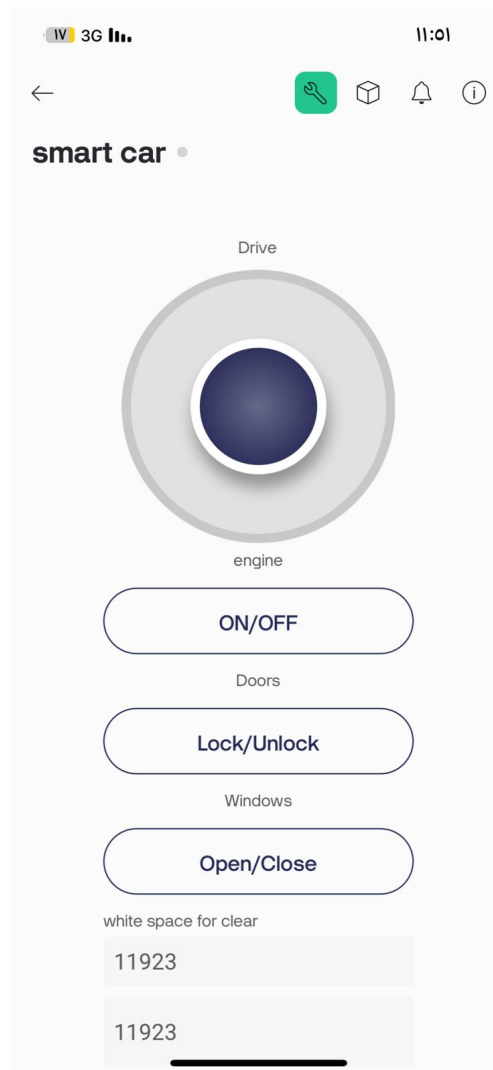 ١٧ 3G ١١:٥١
smart car
Drive
engine
ON/OFF
Doors
Lock/Unlock
Windows
Open/Close
white space for clear
11923
11923